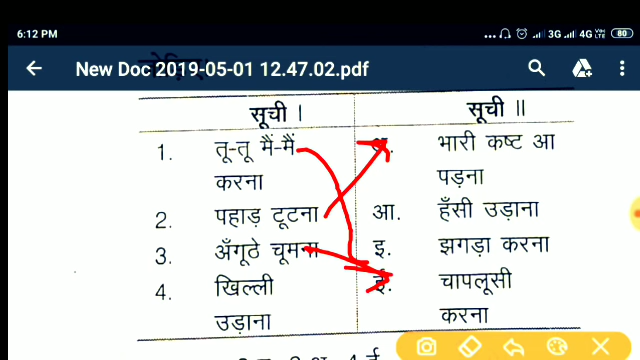 6:12 PM ... 3G 4G VoLTE 80
New Doc 2019-05-01 12.47.02.pdf
सूची I सूची II
1. तू-तू मैं-मैं भारी कष्ट आ
करना पड़ना
2. पहाड़ टूटना आ. हँसी उड़ाना
3. अँगूठे चूमना इ. झगड़ा करना
4. खिल्ली ई. चापलूसी
उड़ाना करना